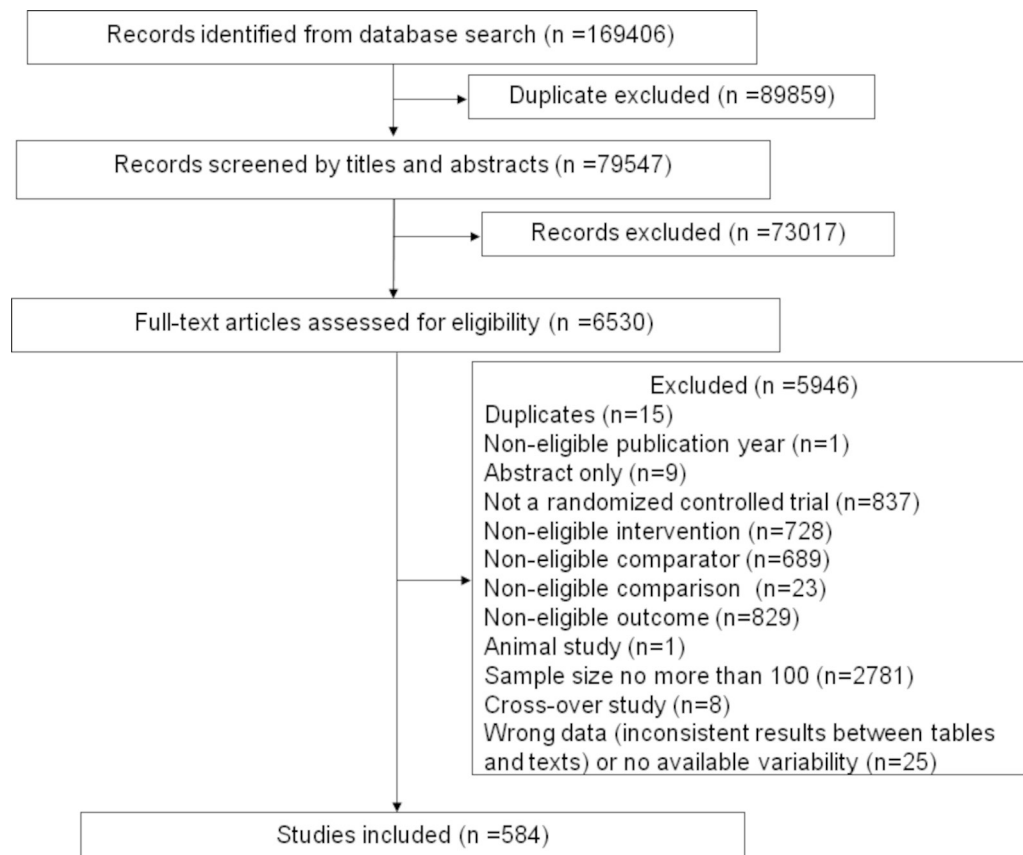 Records identified from database search (n =169406)
Duplicate excluded (n =89859)
Records screened by titles and abstracts (n =79547)
Records excluded (n =73017)
Full-text articles assessed for eligibility (n =6530)
Excluded (n =5946)
Duplicates (n=15)
Non-eligible publication year (n=1)
Abstract only (n=9)
Not a randomized controlled trial (n=837)
Non-eligible intervention (n=728)
Non-eligible comparator (n=689)
Non-eligible comparison (n=23)
Non-eligible outcome (n=829)
Animal study (n=1)
Sample size no more than 100 (n=2781)
Cross-over study (n=8)
Wrong data (inconsistent results between tables
and texts) or no available variability (n=25)
Studies included (n =584)